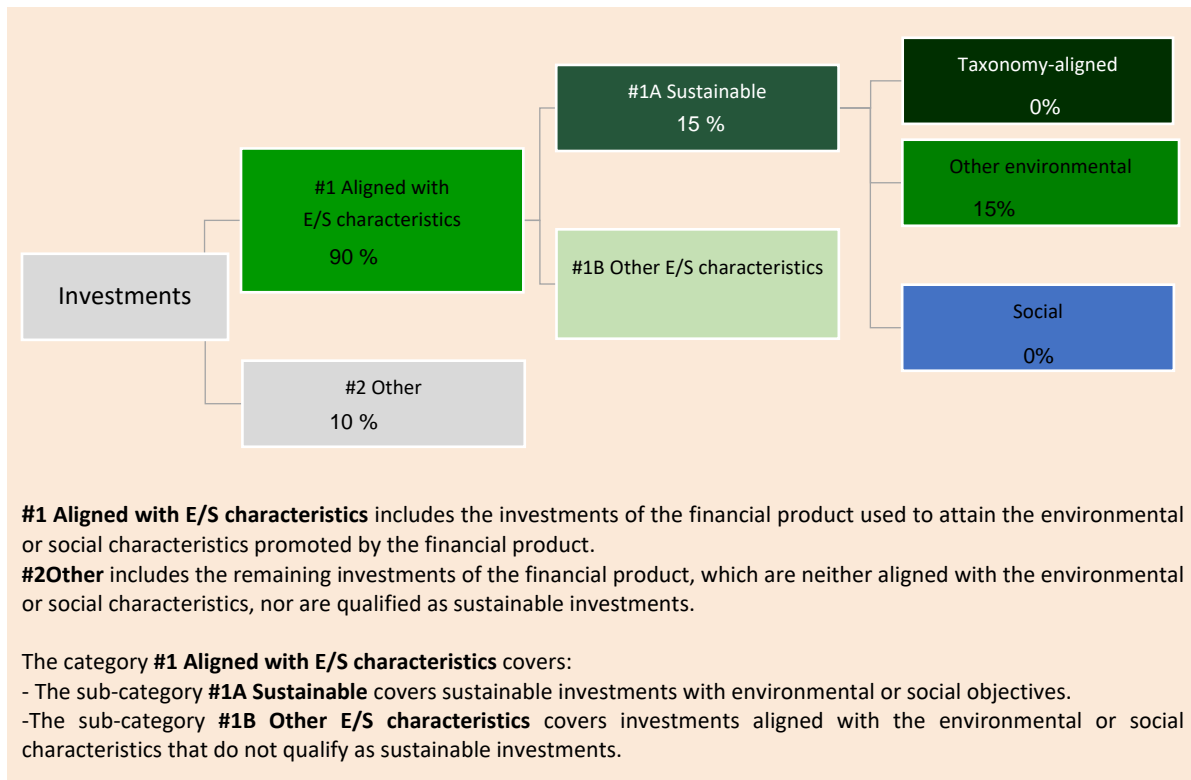 Investments
#1 Aligned with
E/S characteristics
90 %
#2 Other
10 %
#1A Sustainable
15 %
#1B Other E/S characteristics
Taxonomy-aligned
0%
Other environmental
15%
Social
0%
#1 Aligned with E/S characteristics includes the investments of the financial product used to attain the environmental
or social characteristics promoted by the financial product.
#2Other includes the remaining investments of the financial product, which are neither aligned with the environmental
or social characteristics, nor are qualified as sustainable investments.
The category #1 Aligned with E/S characteristics covers:
- The sub-category #1A Sustainable covers sustainable investments with environmental or social objectives.
-The sub-category #1B Other E/S characteristics covers investments aligned with the environmental or social
characteristics that do not qualify as sustainable investments.